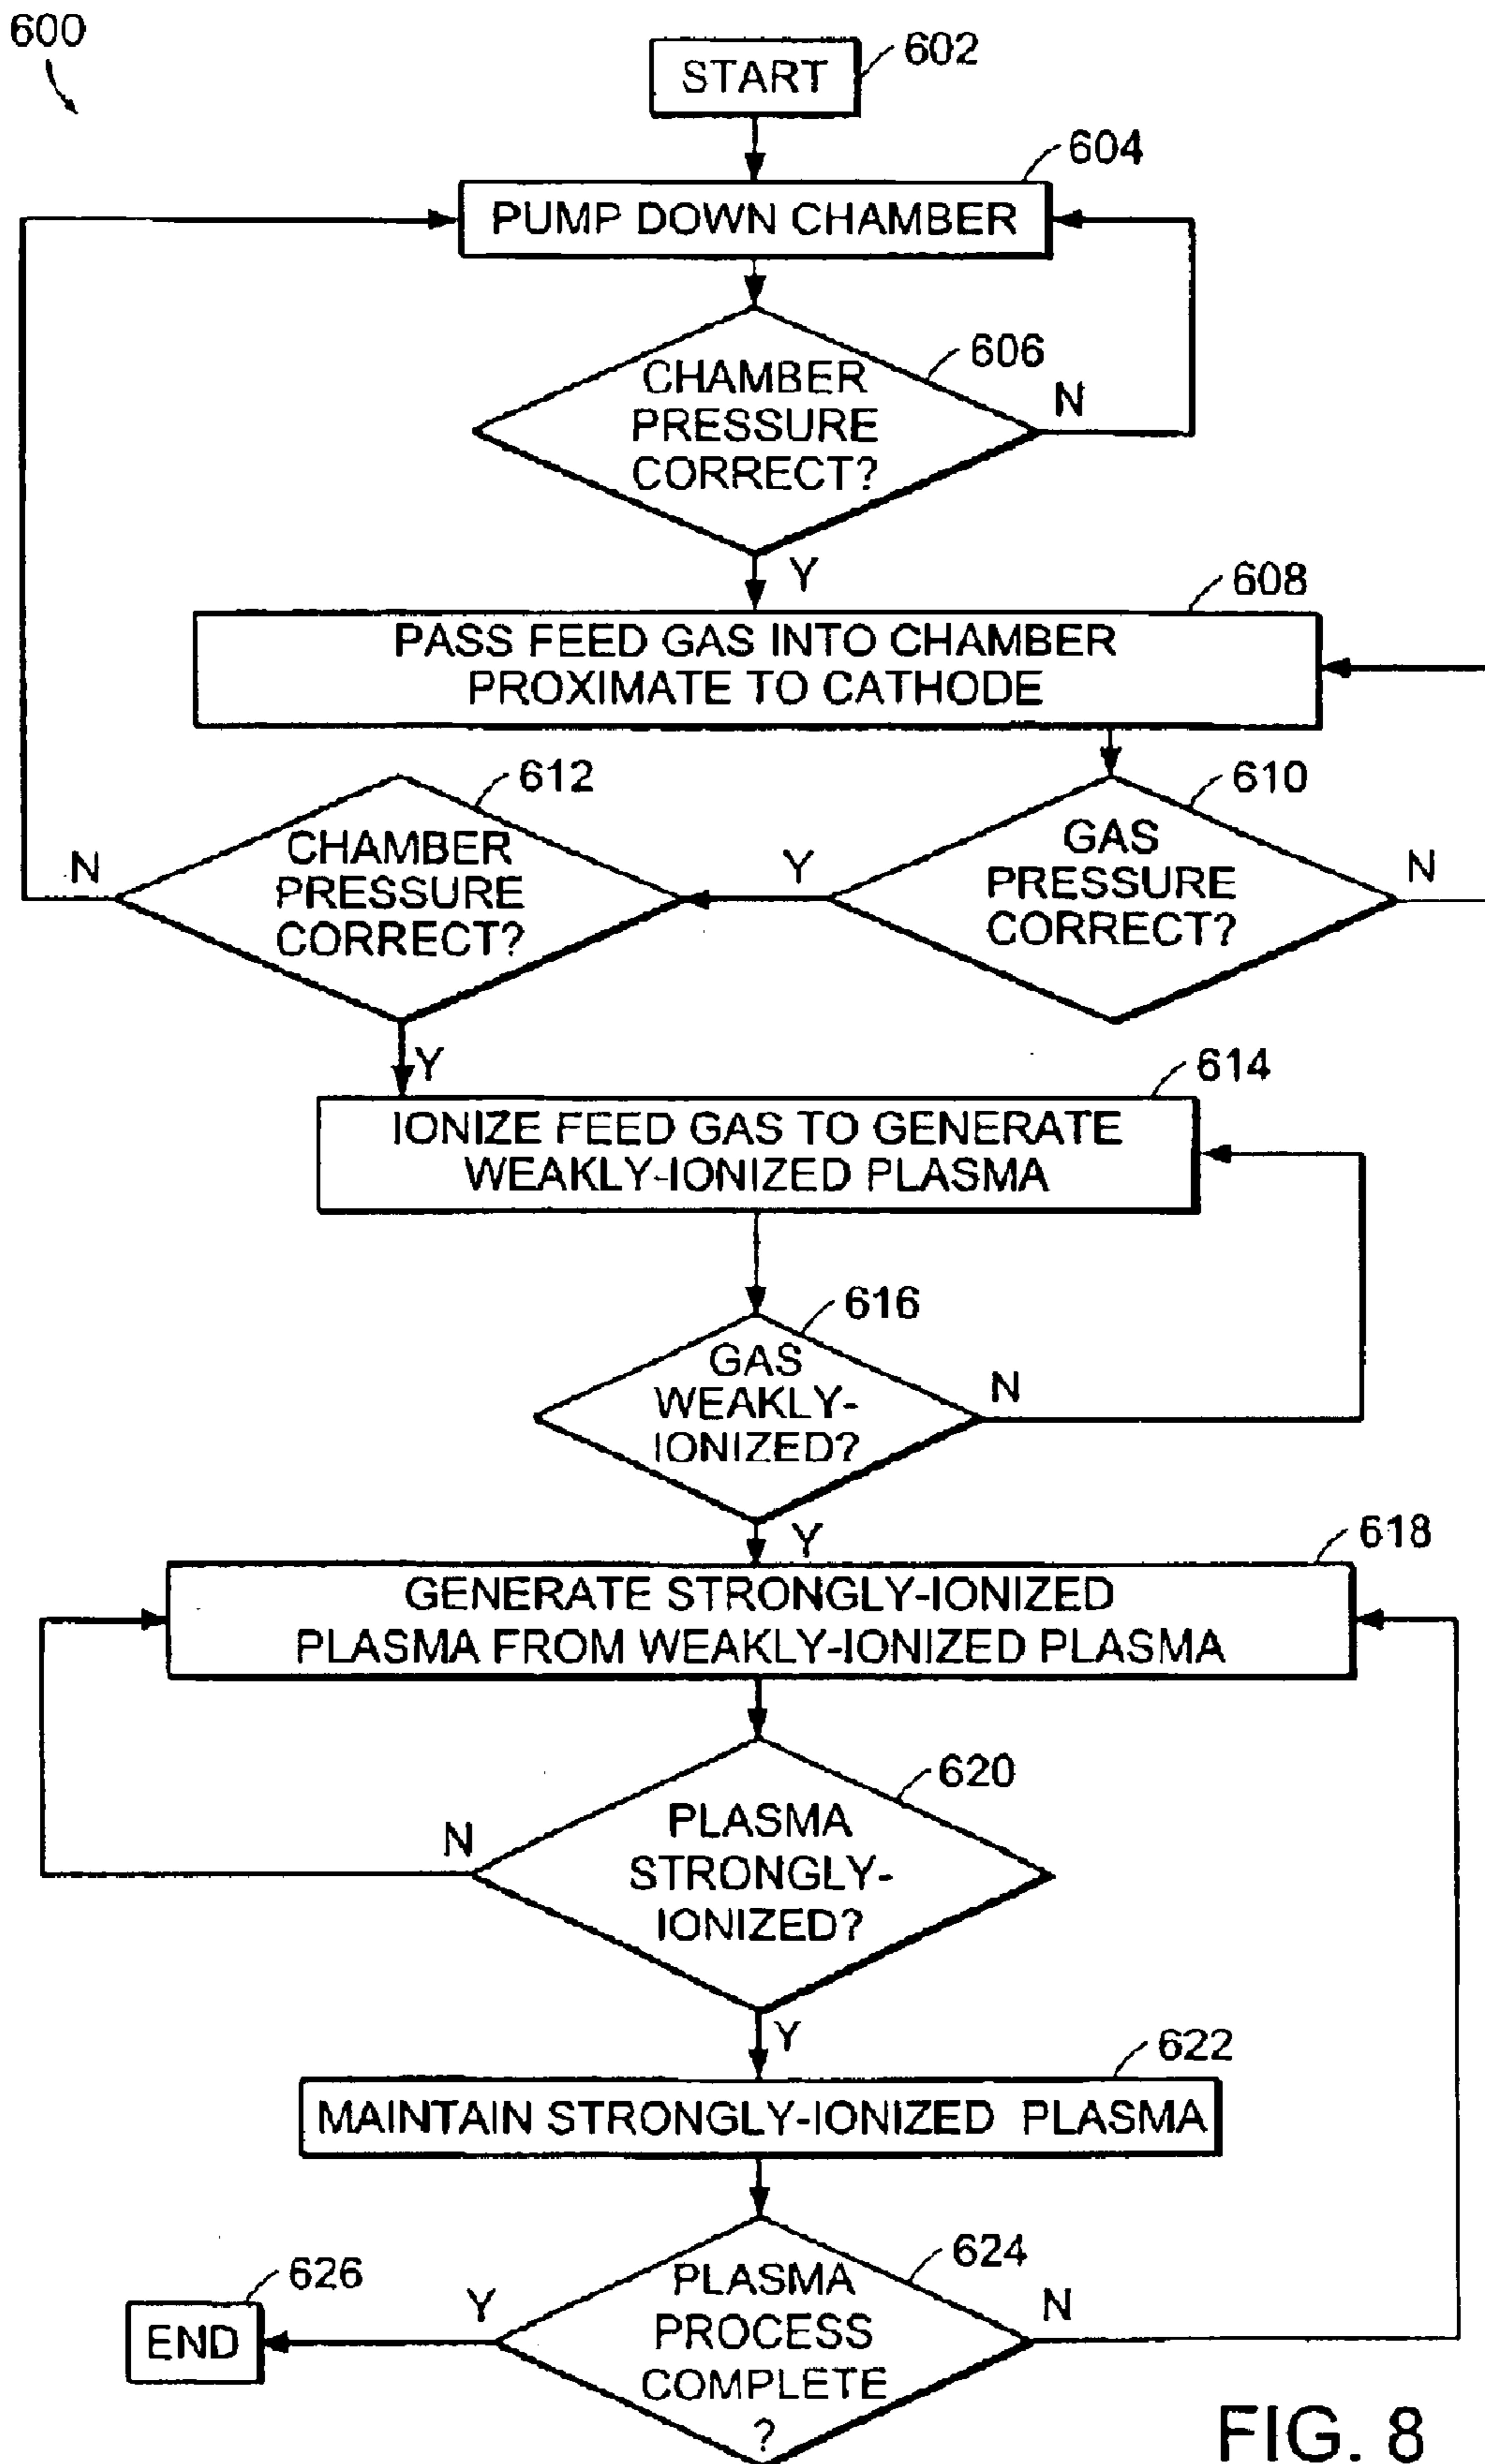 600
START
602
604
PUMP DOWN CHAMBER
606
CHAMBER
PRESSURE
CORRECT?
N
Y
608
PASS FEED GAS INTO CHAMBER
PROXIMATE TO CATHODE
612
610
CHAMBER
PRESSURE
CORRECT?
N
Y
GAS
PRESSURE
CORRECT?
N
Y
614
IONIZE FEED GAS TO GENERATE
WEAKLY-IONIZED PLASMA
616
GAS
WEAKLY-
IONIZED?
N
Y
618
GENERATE STRONGLY-IONIZED
PLASMA FROM WEAKLY-IONIZED PLASMA
620
PLASMA
STRONGLY-
IONIZED?
N
Y
622
MAINTAIN STRONGLY-IONIZED PLASMA
624
PLASMA
PROCESS
COMPLETE
?
Y
N
626
END
FIG. 8